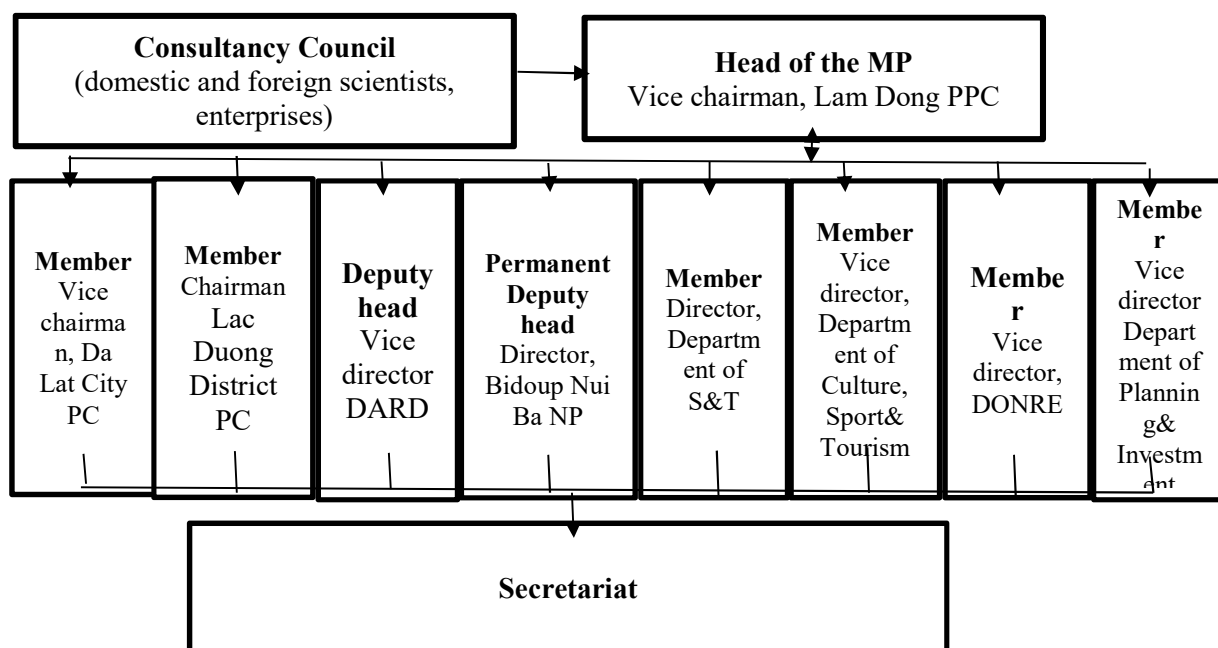 Consultancy Council
(domestic and foreign scientists,
enterprises)
Head of the MP
Vice chairman, Lam Dong PPC
Member
Vice
chairma
n, Da
Lat City
PC
Member
Chairman
Lac
Duong
District
PC
Deputy
head
Vice
director
DARD
Permanent
Deputy
head
Director,
Bidoup Nui
Ba NP
Member
Director,
Departm
ent of
S&T
Member
Vice
director,
Departm
ent of
Culture,
Sport&
Tourism
Membe
r
Vice
director,
DONRE
Membe
r
Vice
director
Depart
ment of
Plannin
g&
Investm
ent
Secretariat